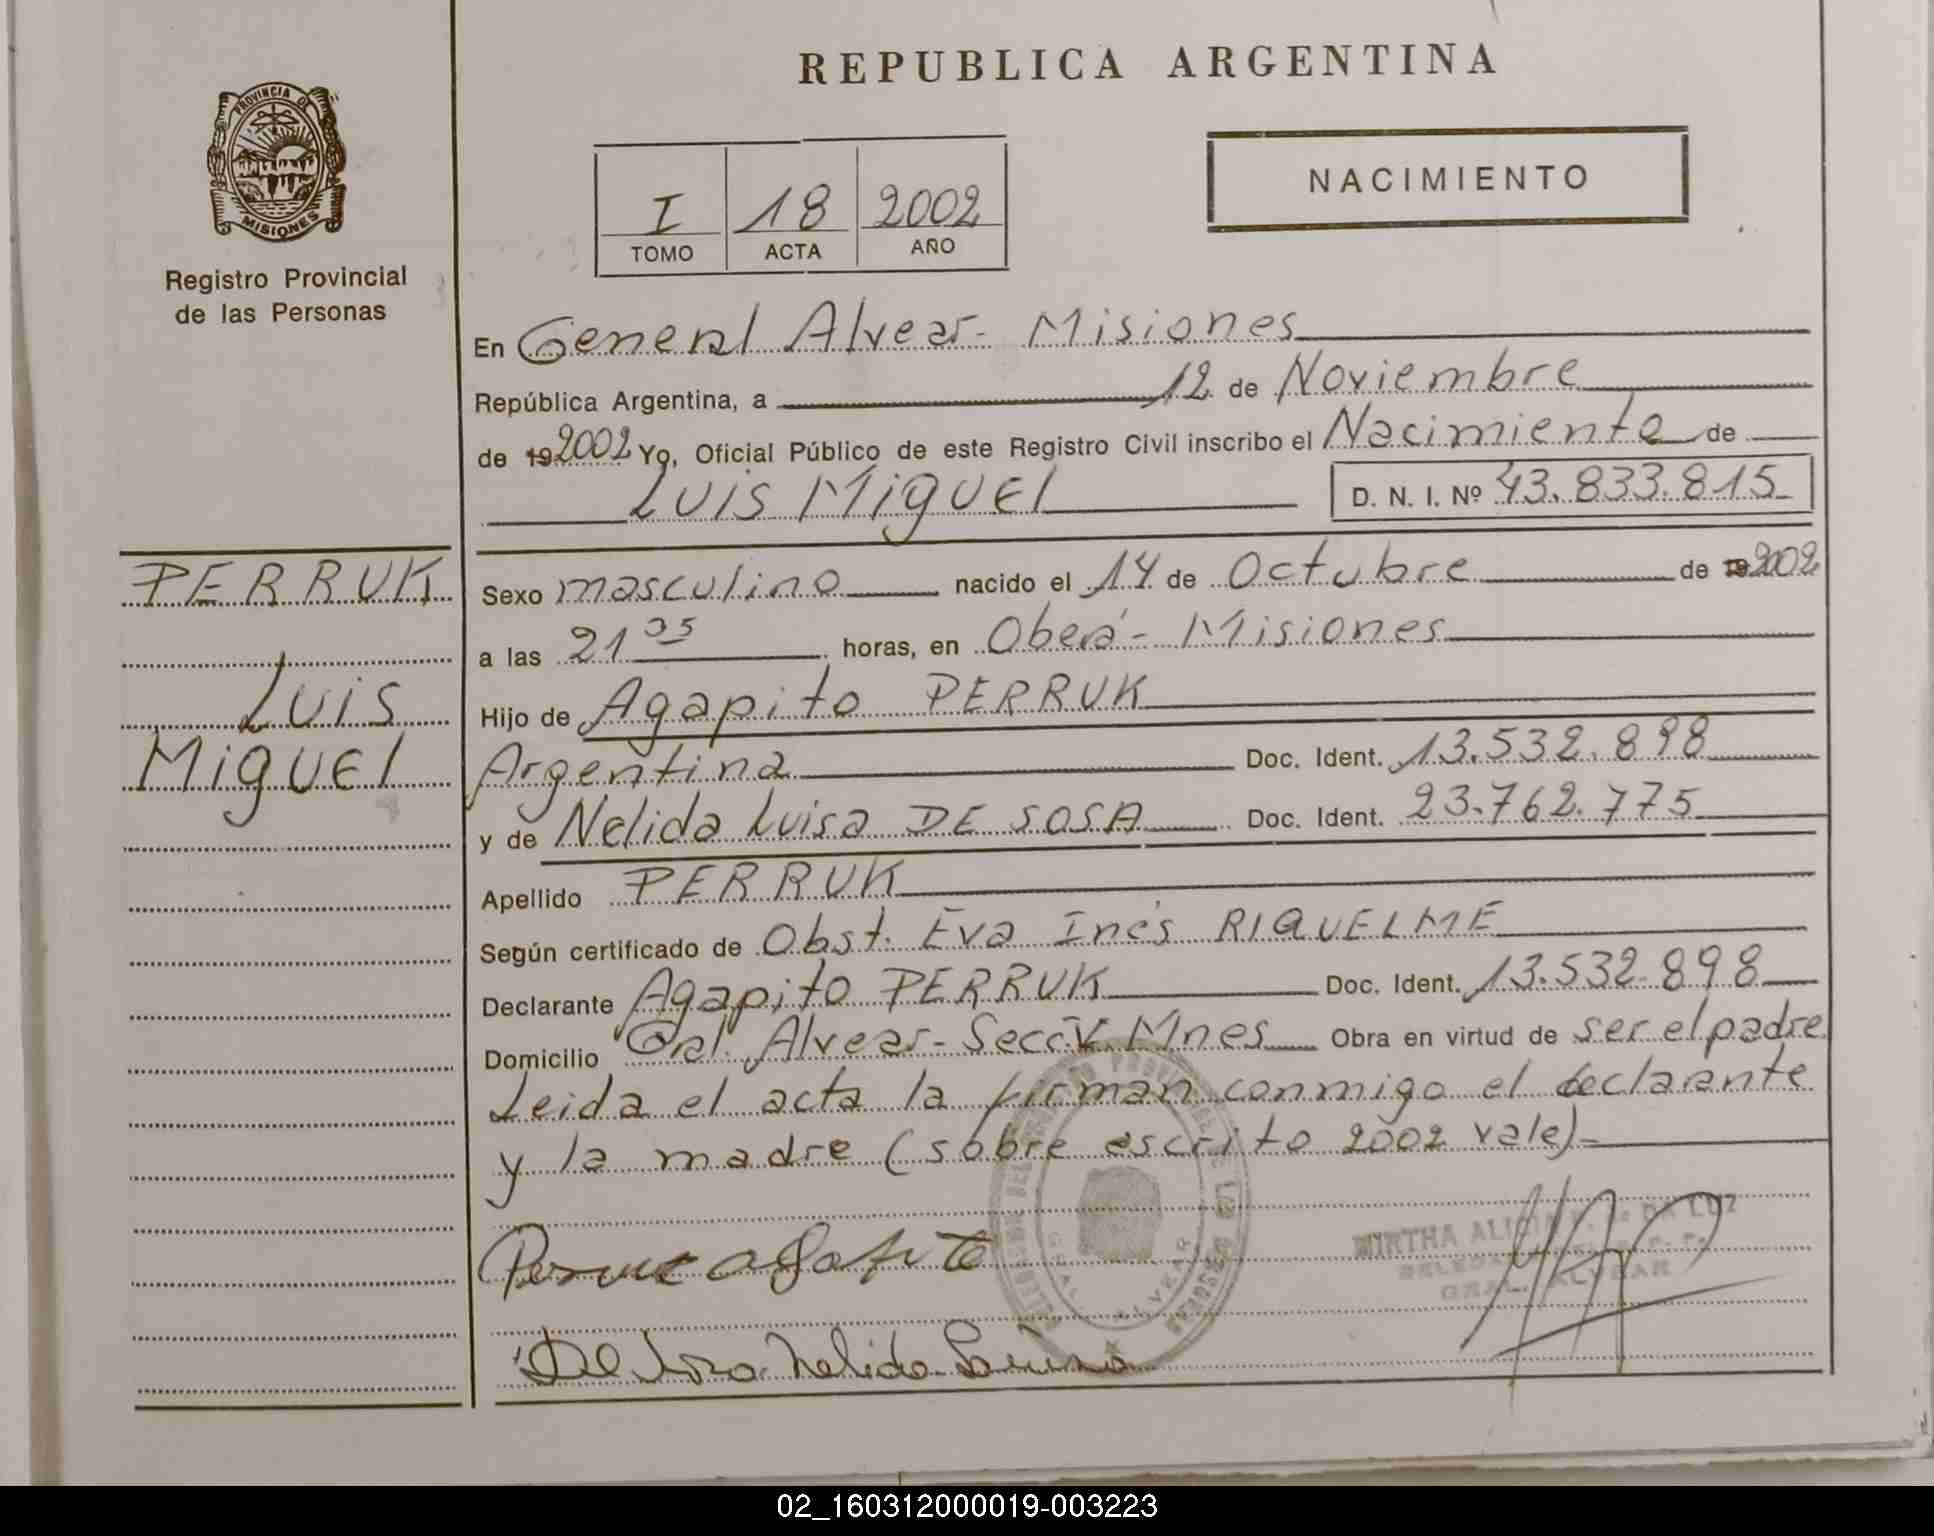 REPUBLICA ARGENTINA
PROVINCIA DE
MISIONES
Registro Provincial
de las Personas
I 18 2002
TOMO ACTA AÑO
NACIMIENTO
En General Alvear- Misiones
República Argentina, a 12 de Noviembre
de 19 2002 Yo, Oficial Público de este Registro Civil inscribo el Nacimiento de
Luis Miguel D. N. I. Nº 43.833.815
PERRUK
Luis
Miguel
Sexo masculino nacido el 14 de Octubre de 2002
a las 21 35 horas, en Oberá- Misiones
Hijo de Agapito PERRUK
Argentina Doc. Ident. 13.532.898
y de Nelida Luisa DE SOSA Doc. Ident. 23.762.775
Apellido PERRUK
Según certificado de Obst. Eva Inés RIQUELME
Declarante Agapito PERRUK Doc. Ident. 13.532.898
Domicilio Gral. Alvear- Secc. V Mnes Obra en virtud de ser el padre
Leida el acta la firman conmigo el declarante
y la madre (sobre escrito 2002 vale)-
MIRTHA DA LUZ
GRAL. ALVEAR
GRAL. ALVEAR
02_160312000019-003223